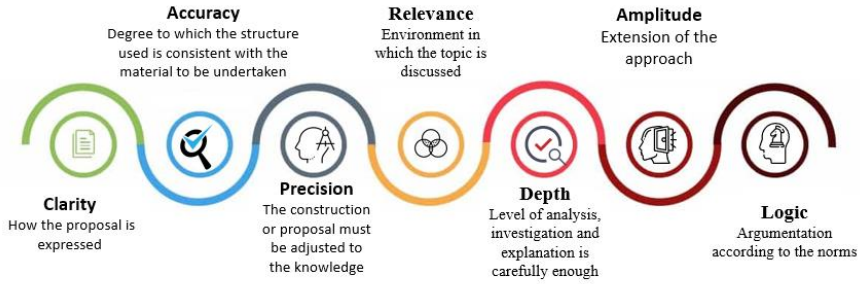 Clarity
How the proposal is
expressed
Accuracy
Degree to which the structure
used is consistent with the
material to be undertaken
Precision
The construction
or proposal must
be adjusted to
the knowledge
Relevance
Environment in
which the topic is
discussed
Depth
Level of analysis,
investigation and
explanation is
carefully enough
Amplitude
Extension of the
approach
Logic
Argumentation
according to the norms